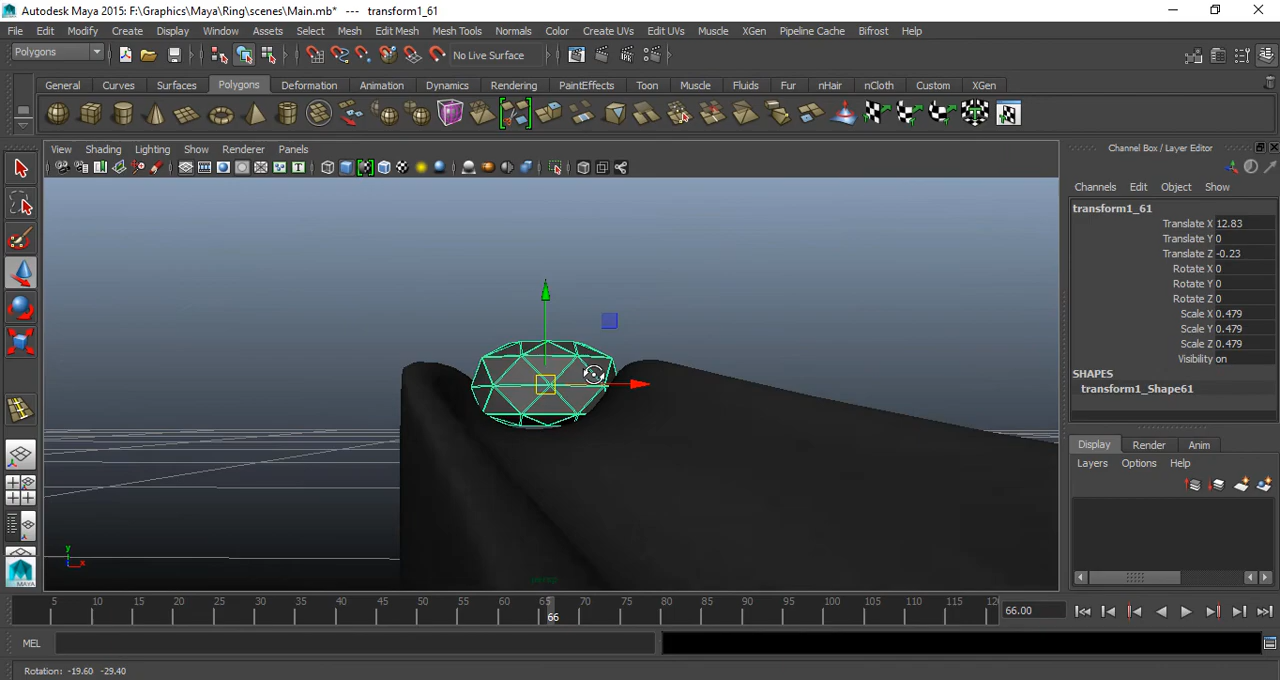 Autodesk Maya 2015: F:\Graphics\Maya\Ring\scenes\Main.mb*   ---   transform1_61
File Edit Modify Create Display Window Assets Select Mesh Edit Mesh Mesh Tools Normals Color Create UVs Edit UVs Muscle XGen Pipeline Cache Bifrost Help
Polygons No Live Surface
General Curves Surfaces Polygons Deformation Animation Dynamics Rendering PaintEffects Toon Muscle Fluids Fur nHair nCloth Custom XGen
View Shading Lighting Show Renderer Panels
Channel Box / Layer Editor
Channels Edit Object Show
transform1_61
Translate X 12.83
Translate Y 0
Translate Z -0.23
Rotate X 0
Rotate Y 0
Rotate Z 0
Scale X 0.479
Scale Y 0.479
Scale Z 0.479
Visibility on
SHAPES
transform1_Shape61
Display Render Anim
Layers Options Help
y
x
persp
MAYA
5 10 15 20 25 30 35 40 45 50 55 60 65 70 75 80 85 90 95 100 105 110 115 12
66
66.00
MEL
Rotation: -19.60 -29.40